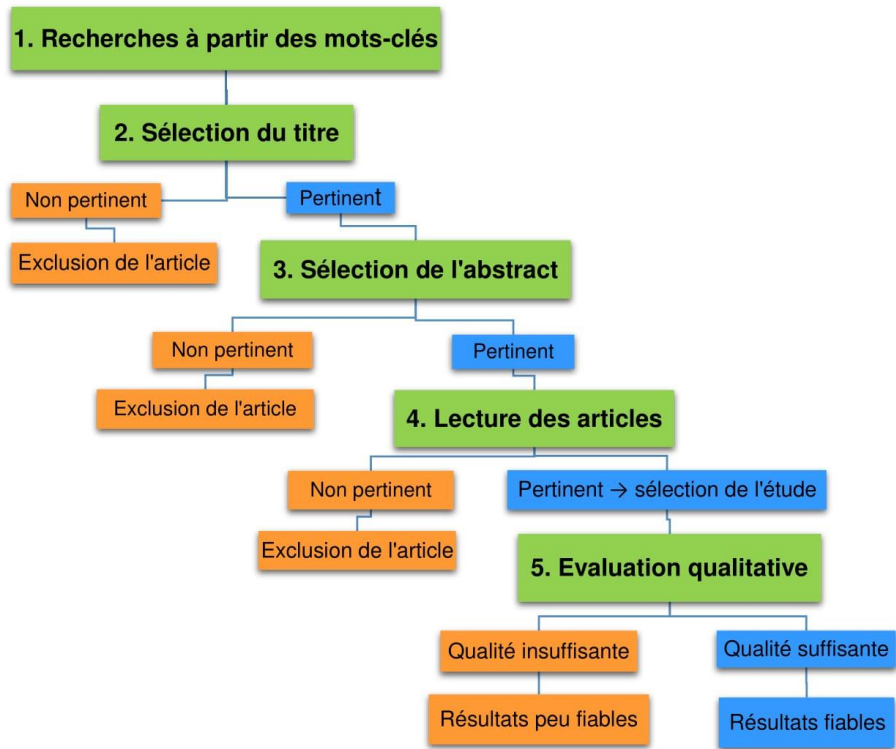 1. Recherches à partir des mots-clés
2. Sélection du titre
Non pertinent
Pertinent
Exclusion de l'article
3. Sélection de l'abstract
Non pertinent
Pertinent
Exclusion de l'article
4. Lecture des articles
Non pertinent
Pertinent → sélection de l'étude
Exclusion de l'article
5. Evaluation qualitative
Qualité insuffisante
Qualité suffisante
Résultats peu fiables
Résultats fiables